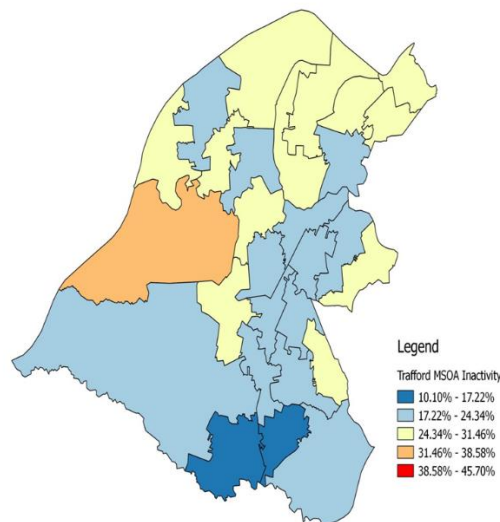 Legend
Trafford MSOA Inactivity
10.10% - 17.22%
17.22% - 24.34%
24.34% - 31.46%
31.46% - 38.58%
38.58% - 45.70%